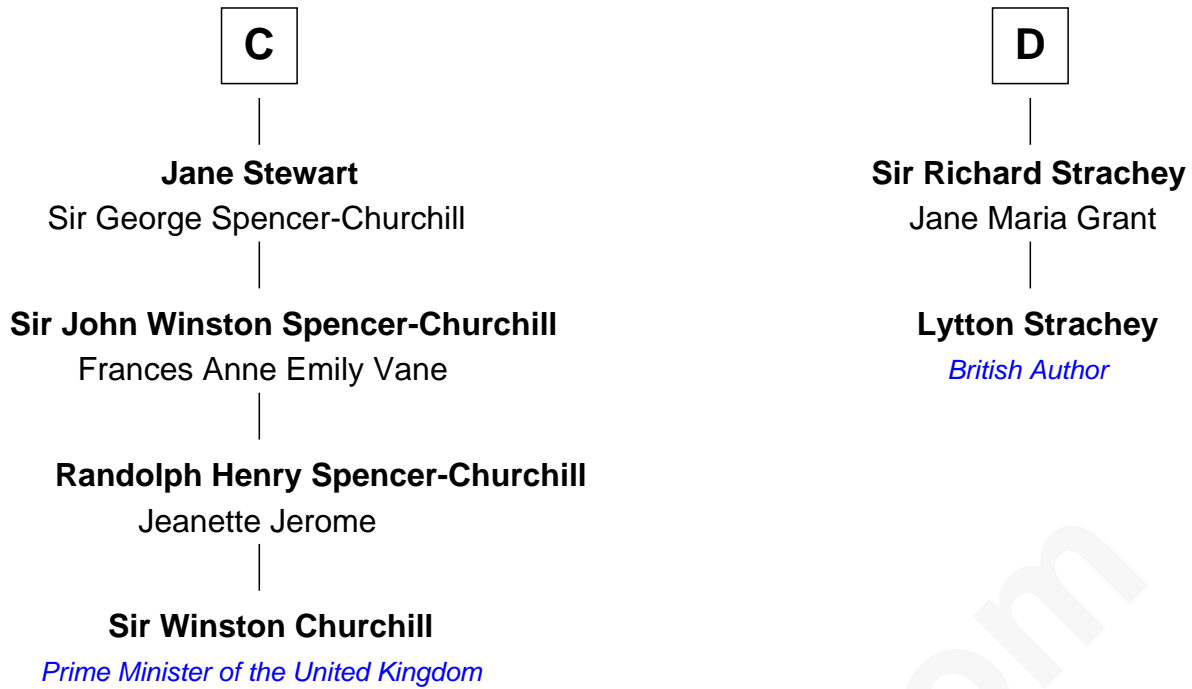 C
Jane Stewart
Sir George Spencer-Churchill
Sir John Winston Spencer-Churchill
Frances Anne Emily Vane
Randolph Henry Spencer-Churchill
Jeanette Jerome
Sir Winston Churchill
Prime Minister of the United Kingdom
D
Sir Richard Strachey
Jane Maria Grant
Lytton Strachey
British Author
om